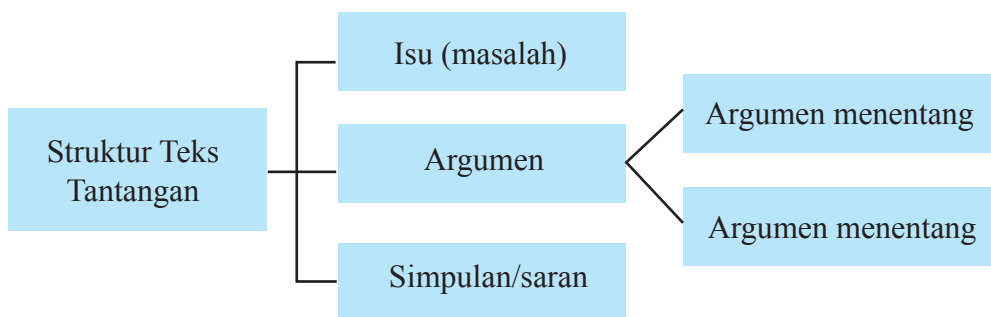 Struktur Teks
Tantangan
Isu (masalah)
Argumen
Simpulan/saran
Argumen menentang
Argumen menentang